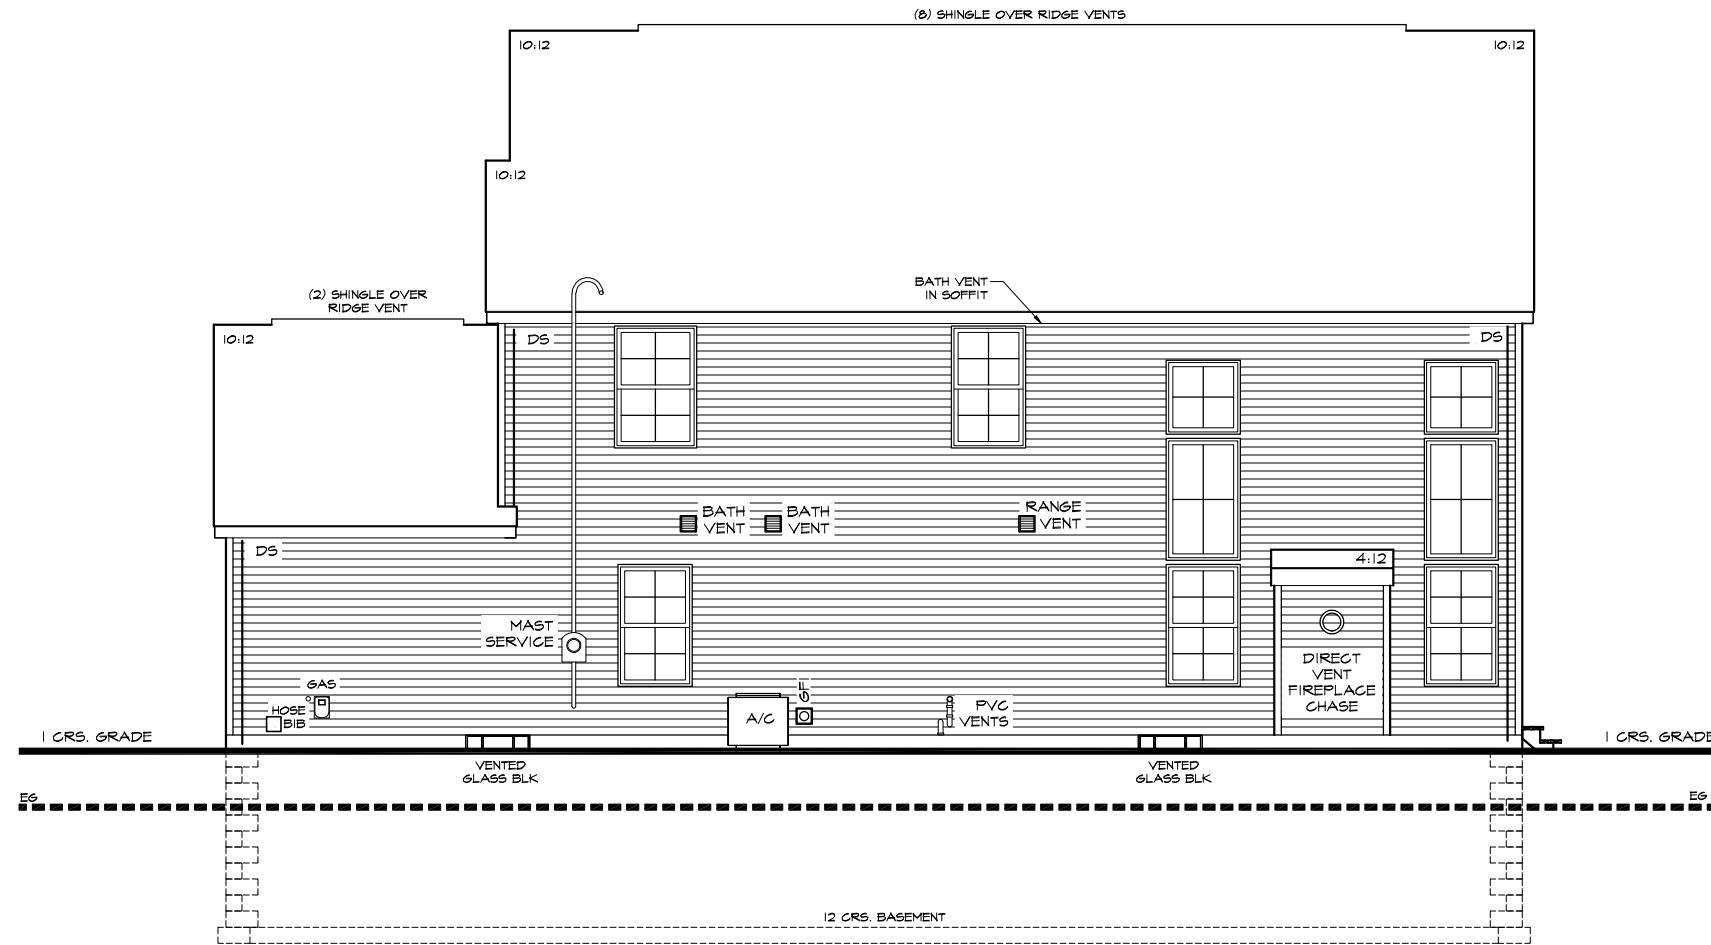 (8) SHINGLE OVER RIDGE VENTS
10:12
10:12
10:12
BATH VENT
IN SOFFIT
(2) SHINGLE OVER
RIDGE VENT
10:12
DS
DS
BATH
VENT
BATH
VENT
RANGE
VENT
DS
4:12
MAST
SERVICE
DIRECT
VENT
FIREPLACE
CHASE
GAS
HOSE
BIB
A/C
GF
PVC
VENTS
1 CRS. GRADE
1 CRS. GRADE
VENTED
GLASS BLK
VENTED
GLASS BLK
EG
EG
12 CRS. BASEMENT